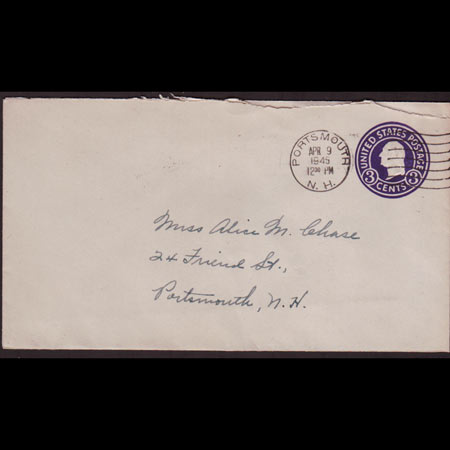 PORTSMOUTH
APR 9
1945
12 00 PM
N. H.
UNITED STATES POSTAGE
3 CENTS 3
Miss Alice M. Chase
24 Friend St.,
Portsmouth, N. H.